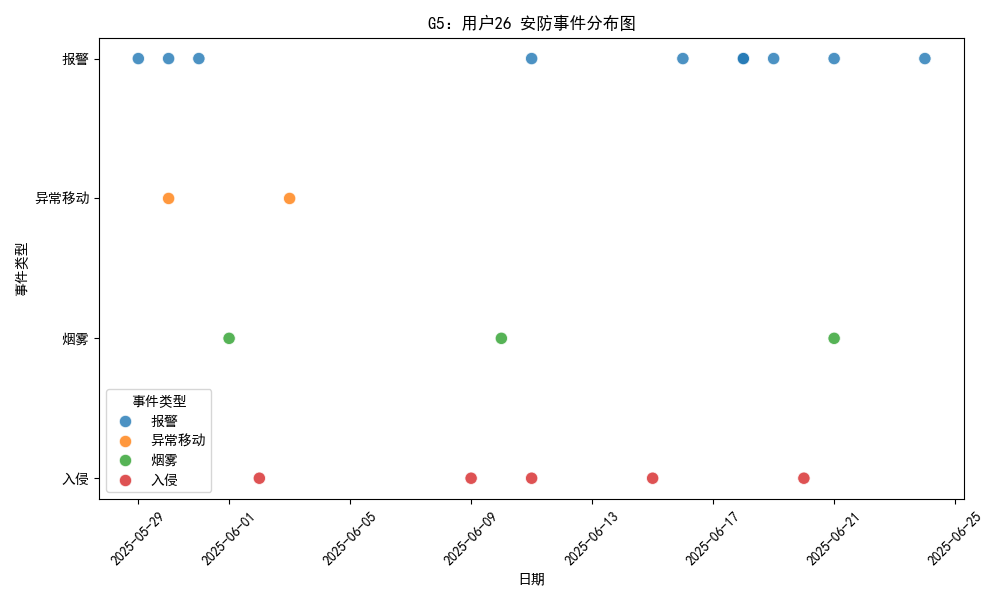 G5：用户26 安防事件分布图
报警
异常移动
烟雾
入侵
事件类型
事件类型
报警
异常移动
烟雾
入侵
2025-05-29
2025-06-01
2025-06-05
2025-06-09
2025-06-13
2025-06-17
2025-06-21
2025-06-25
日期